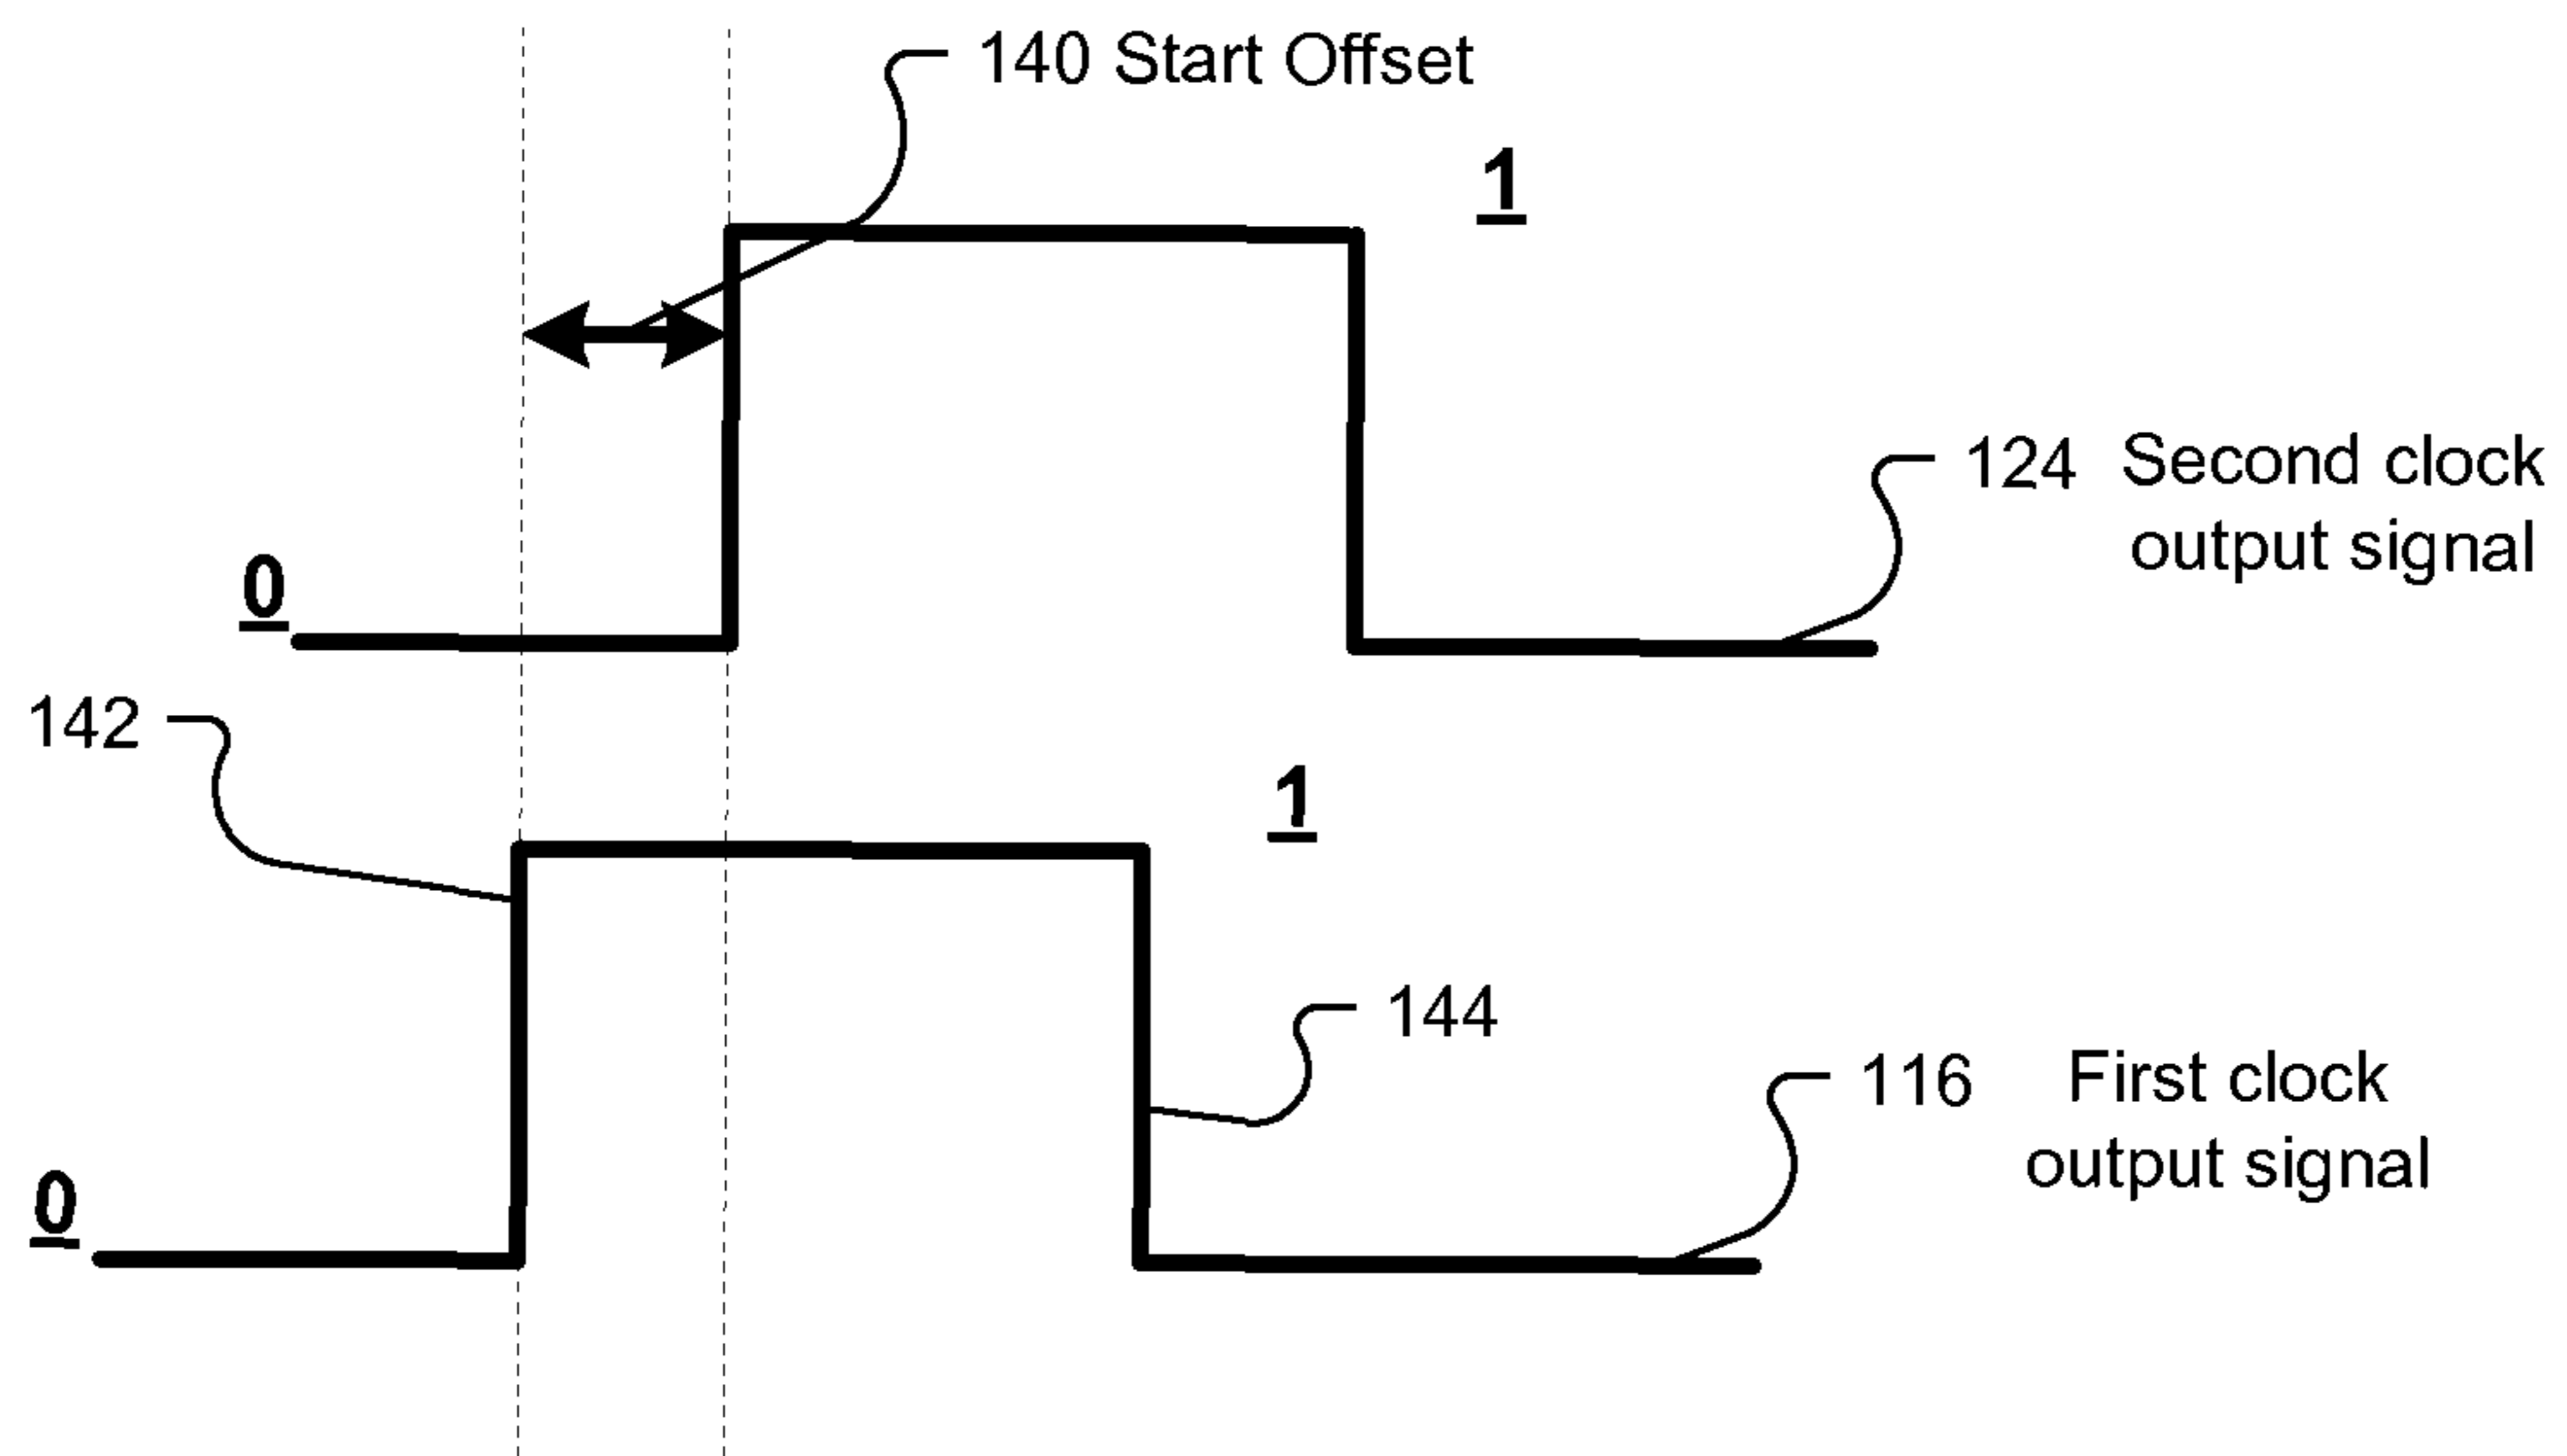 140 Start Offset
1
124 Second clock
output signal
0
142
1
144
116 First clock
output signal
0